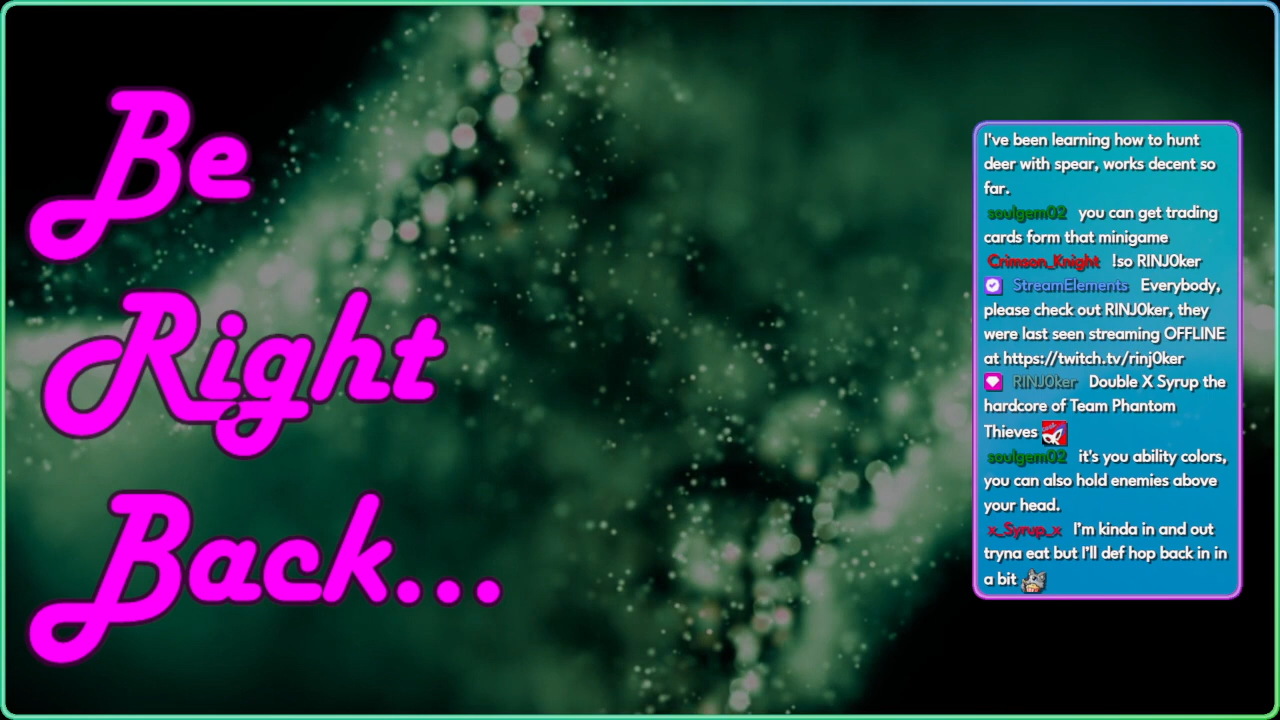 Be
Right
Back...
I've been learning how to hunt
deer with spear, works decent so
far.
soulgem02 you can get trading
cards form that minigame
Crimson_Knight !so RINJ0ker
StreamElements Everybody,
please check out RINJ0ker, they
were last seen streaming OFFLINE
at https://twitch.tv/rinj0ker
RINJ0ker Double X Syrup the
hardcore of Team Phantom
Thieves
soulgem02 it's you ability colors,
you can also hold enemies above
your head.
x_Syrup_x I'm kinda in and out
tryna eat but I'll def hop back in in
a bit